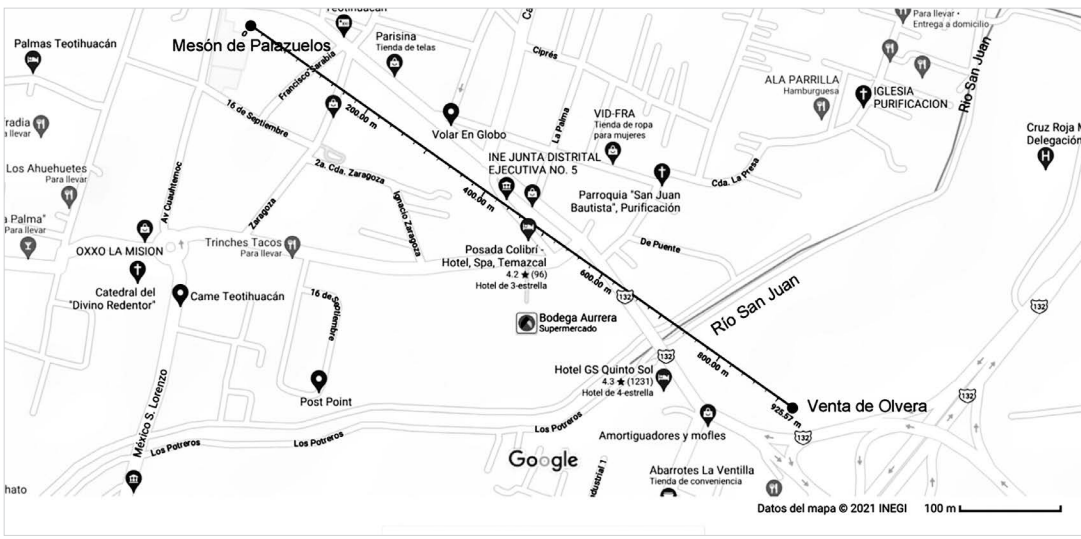 Teotihuacán
Ca
Para llevar •
Entrega a domicilio
Palmas Teotihuacán
Mesón de Palazuelos
0
Parisina
Tienda de telas
Ciprés
Francisco Sarabia
200.00 m
16 de Septiembre
Volar En Globo
La Palma
VID-FRA
Tienda de ropa
para mujeres
ALA PARRILLA
Hamburguesa
IGLESIA
PURIFICACION
Río San Juan
Cruz Roja
Delegación
radia
a llevar
Los Ahuehuetes
Para llevar
Av Cuauhtemoc
2a. Cda. Zaragoza
INE JUNTA DISTRITAL
EJECUTIVA NO. 5
400.00 m
Cda. La Presa
Parroquia "San Juan
Bautista", Purificación
a Palma"
Para llevar
Zaragoza
Ignacio Zaragoza
OXXO LA MISION
Trinches Tacos
Para llevar
Posada Colibrí -
Hotel, Spa, Temazcal
4.2 ★ (96)
Hotel de 3-estrella
De Puente
600.00 m
132
Catedral del
"Divino Redentor"
Came Teotihuacán
16 de Septiembre
Bodega Aurrera
Supermercado
Río San Juan
132
132
800.00 m
Hotel GS Quinto Sol
4.3 ★ (1231)
Hotel de 4-estrella
Post Point
México S. Lorenzo
Los Potreros
Los Potreros
Los Potreros
925.57 m
Venta de Olvera
132
132
Amortiguadores y mofles
Google
ndustrial 1
Abarrotes La Ventilla
Tienda de conveniencia
hato
Datos del mapa © 2021 INEGI
100 m